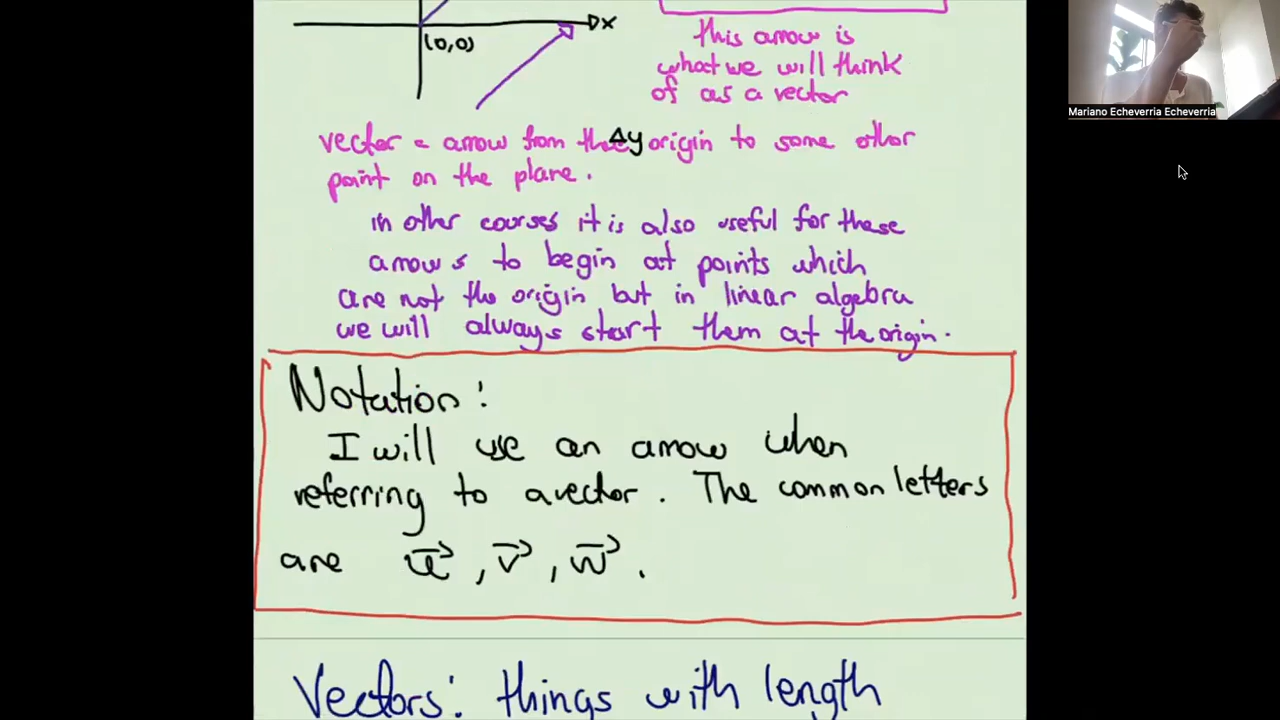 x
(0,0)
this arrow is
what we will think
of as a vector
Mariano Echeverria Echeverria
vector = arrow from the Δy origin to some other
point on the plane.
in other courses it is also useful for these
arrows to begin at points which
are not the origin but in linear algebra
we will always start them at the origin.
Notation:
I will use an arrow when
referring to a vector. The common letters
are u⃗, v⃗, w⃗.
Vectors: things with length